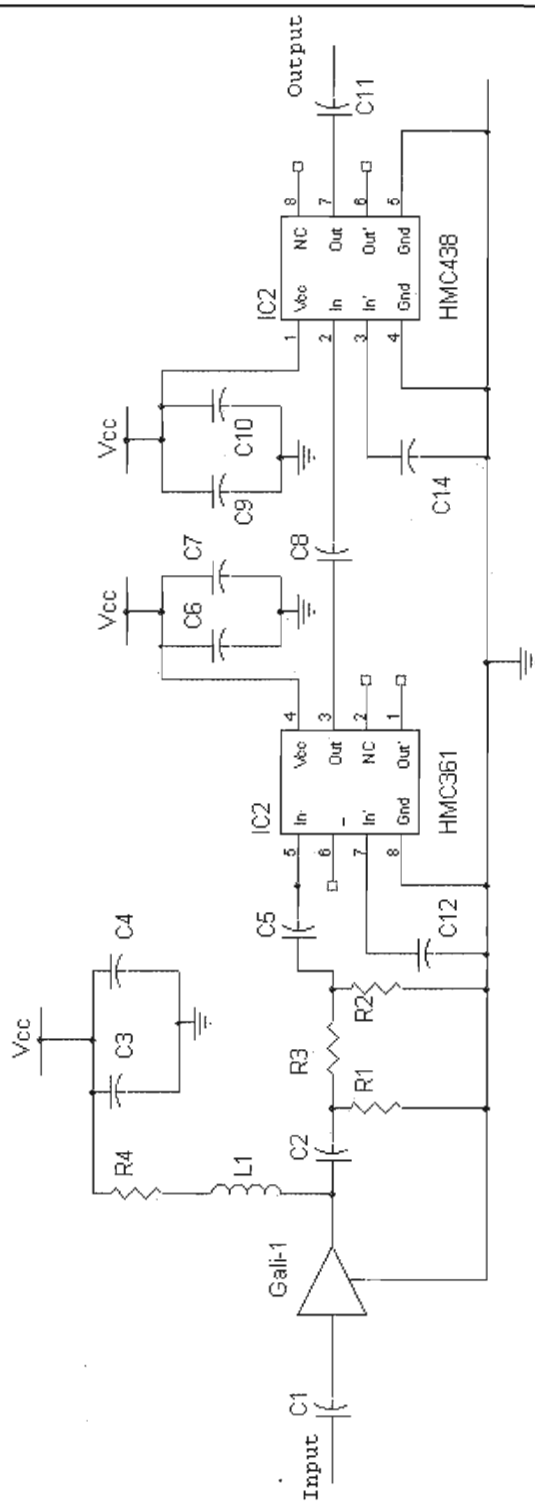 Input
C1
Gali-1
L1
R4
Vcc
C3
C4
C2
R1
R3
R2
C5
C12
IC2
5
6
7
8
In
–
In'
Gnd
Vcc
Out
NC
Out'
4
3
2
1
HMC361
Vcc
C6
C7
C8
Vcc
C9
C10
C14
IC2
1
2
3
4
Vcc
In
In'
Gnd
NC
Out
Out'
Gnd
8
7
6
5
HMC438
C11
Output